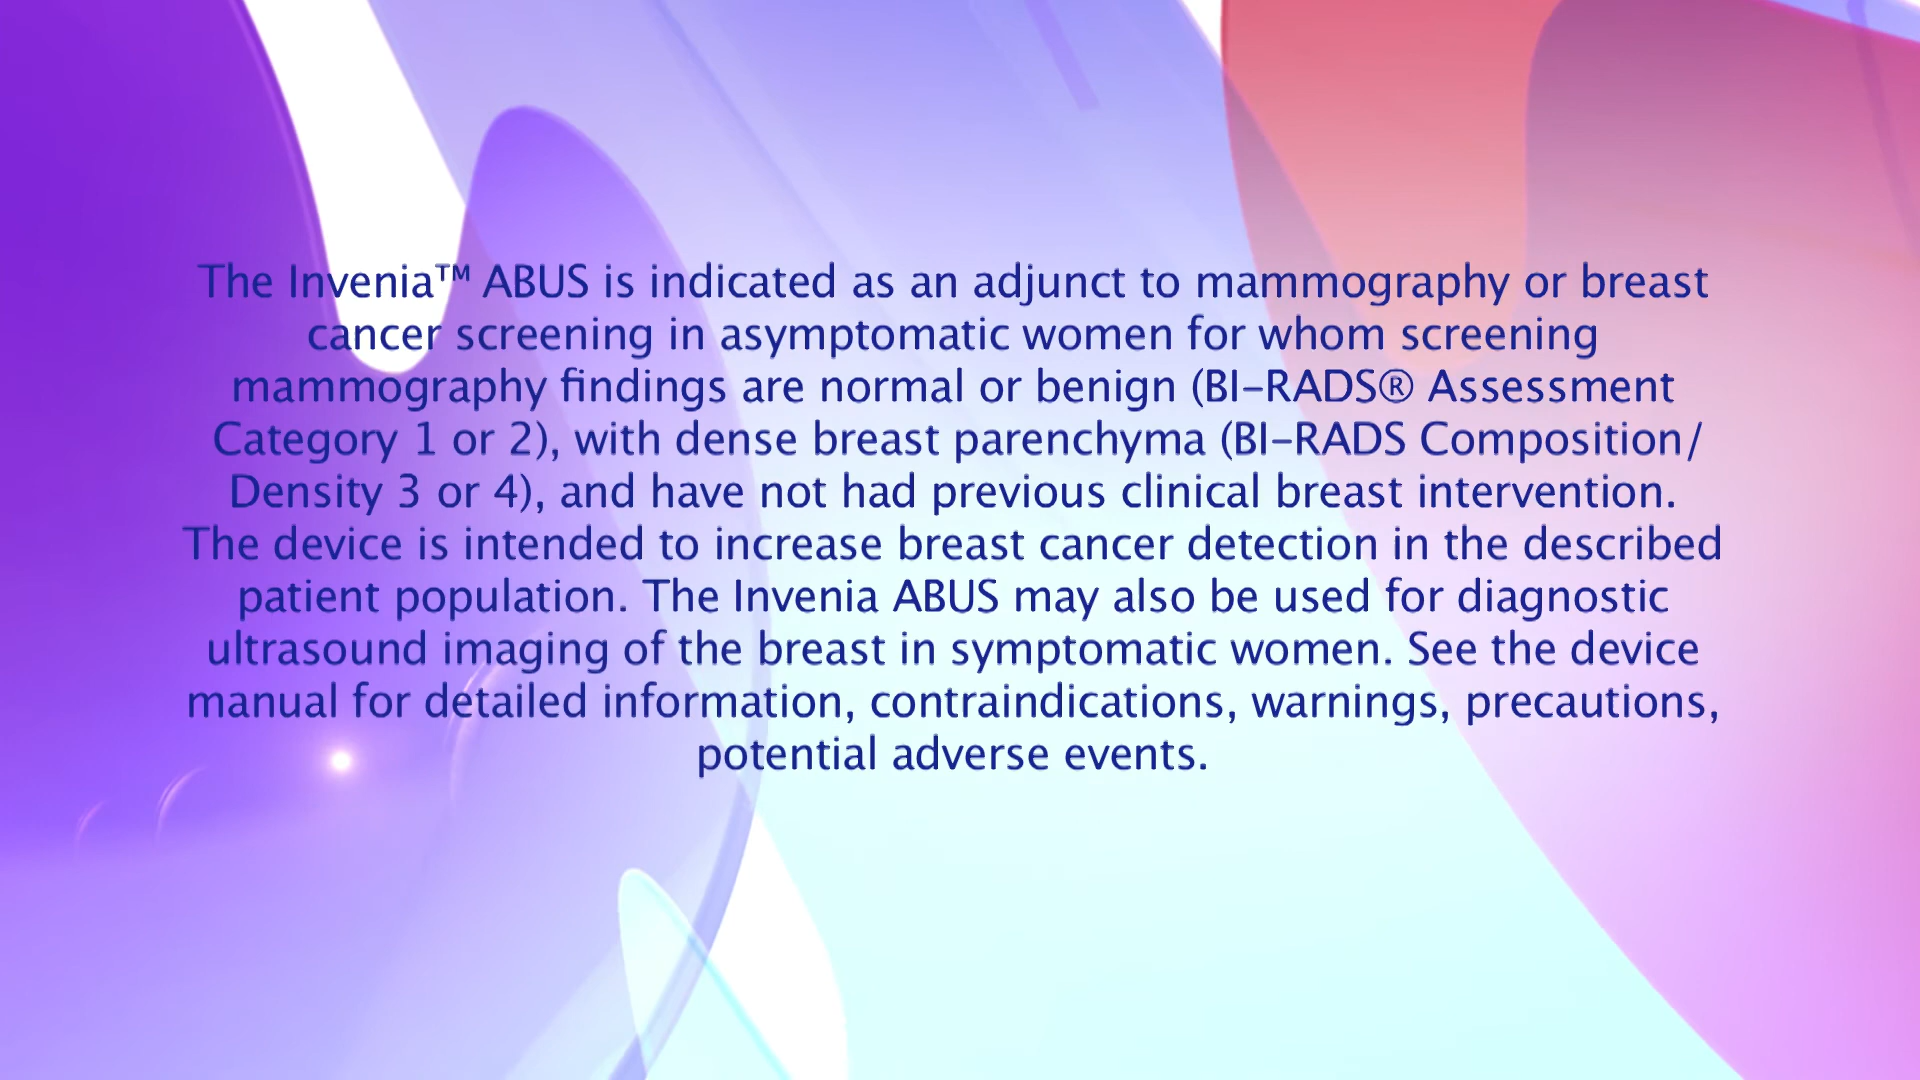 The Invenia™ ABUS is indicated as an adjunct to mammography or breast
cancer screening in asymptomatic women for whom screening
mammography findings are normal or benign (BI-RADS® Assessment
Category 1 or 2), with dense breast parenchyma (BI-RADS Composition/
Density 3 or 4), and have not had previous clinical breast intervention.
The device is intended to increase breast cancer detection in the described
patient population. The Invenia ABUS may also be used for diagnostic
ultrasound imaging of the breast in symptomatic women. See the device
manual for detailed information, contraindications, warnings, precautions,
potential adverse events.